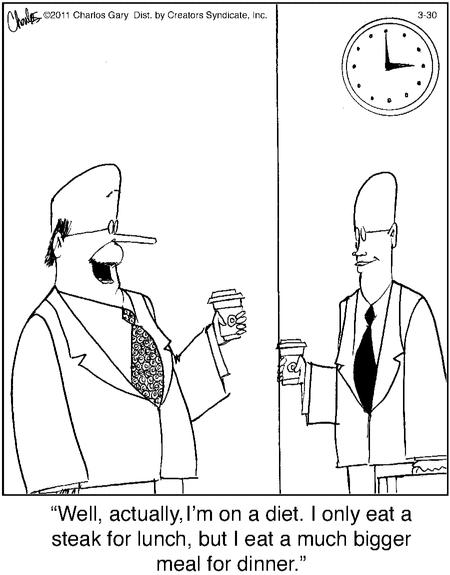 Charlos ©2011 Charlos Gary Dist. by Creators Syndicate, Inc. 3-30
“Well, actually, I’m on a diet. I only eat a
steak for lunch, but I eat a much bigger
meal for dinner.”